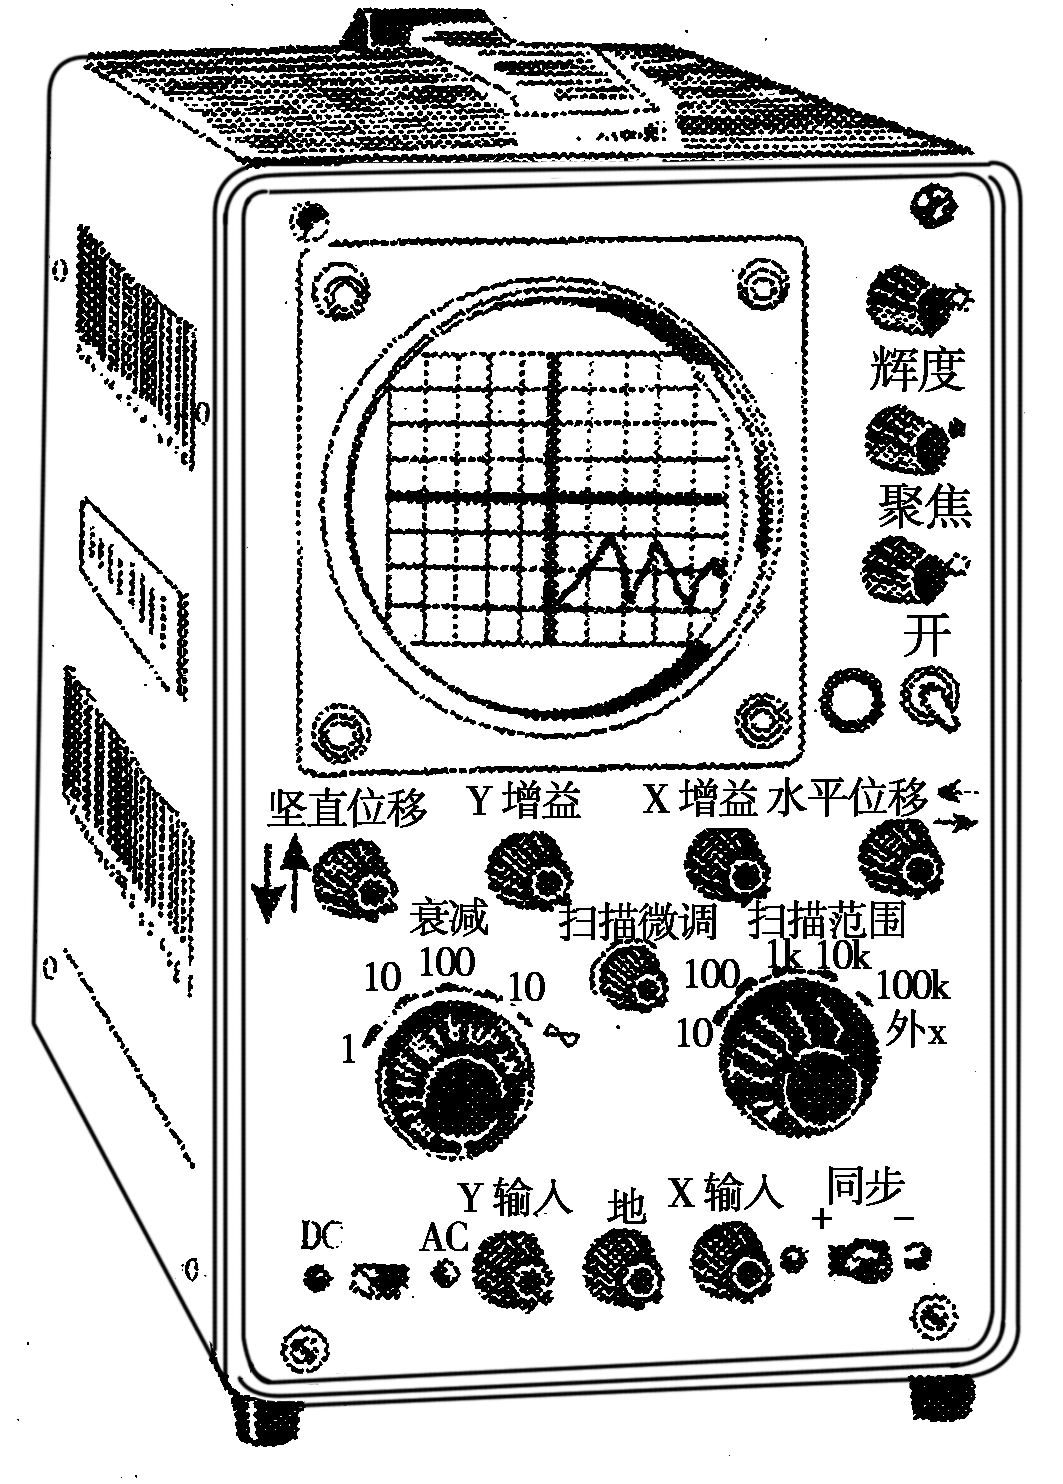 辉度
聚焦
开
坚直位移 Y 增益 X 增益 水平位移
衰减 扫描微调 扫描范围
1 10 100 10
10 100 1k 10k 100k
外x
Y 输入 地 X 输入 同步
DC AC + −